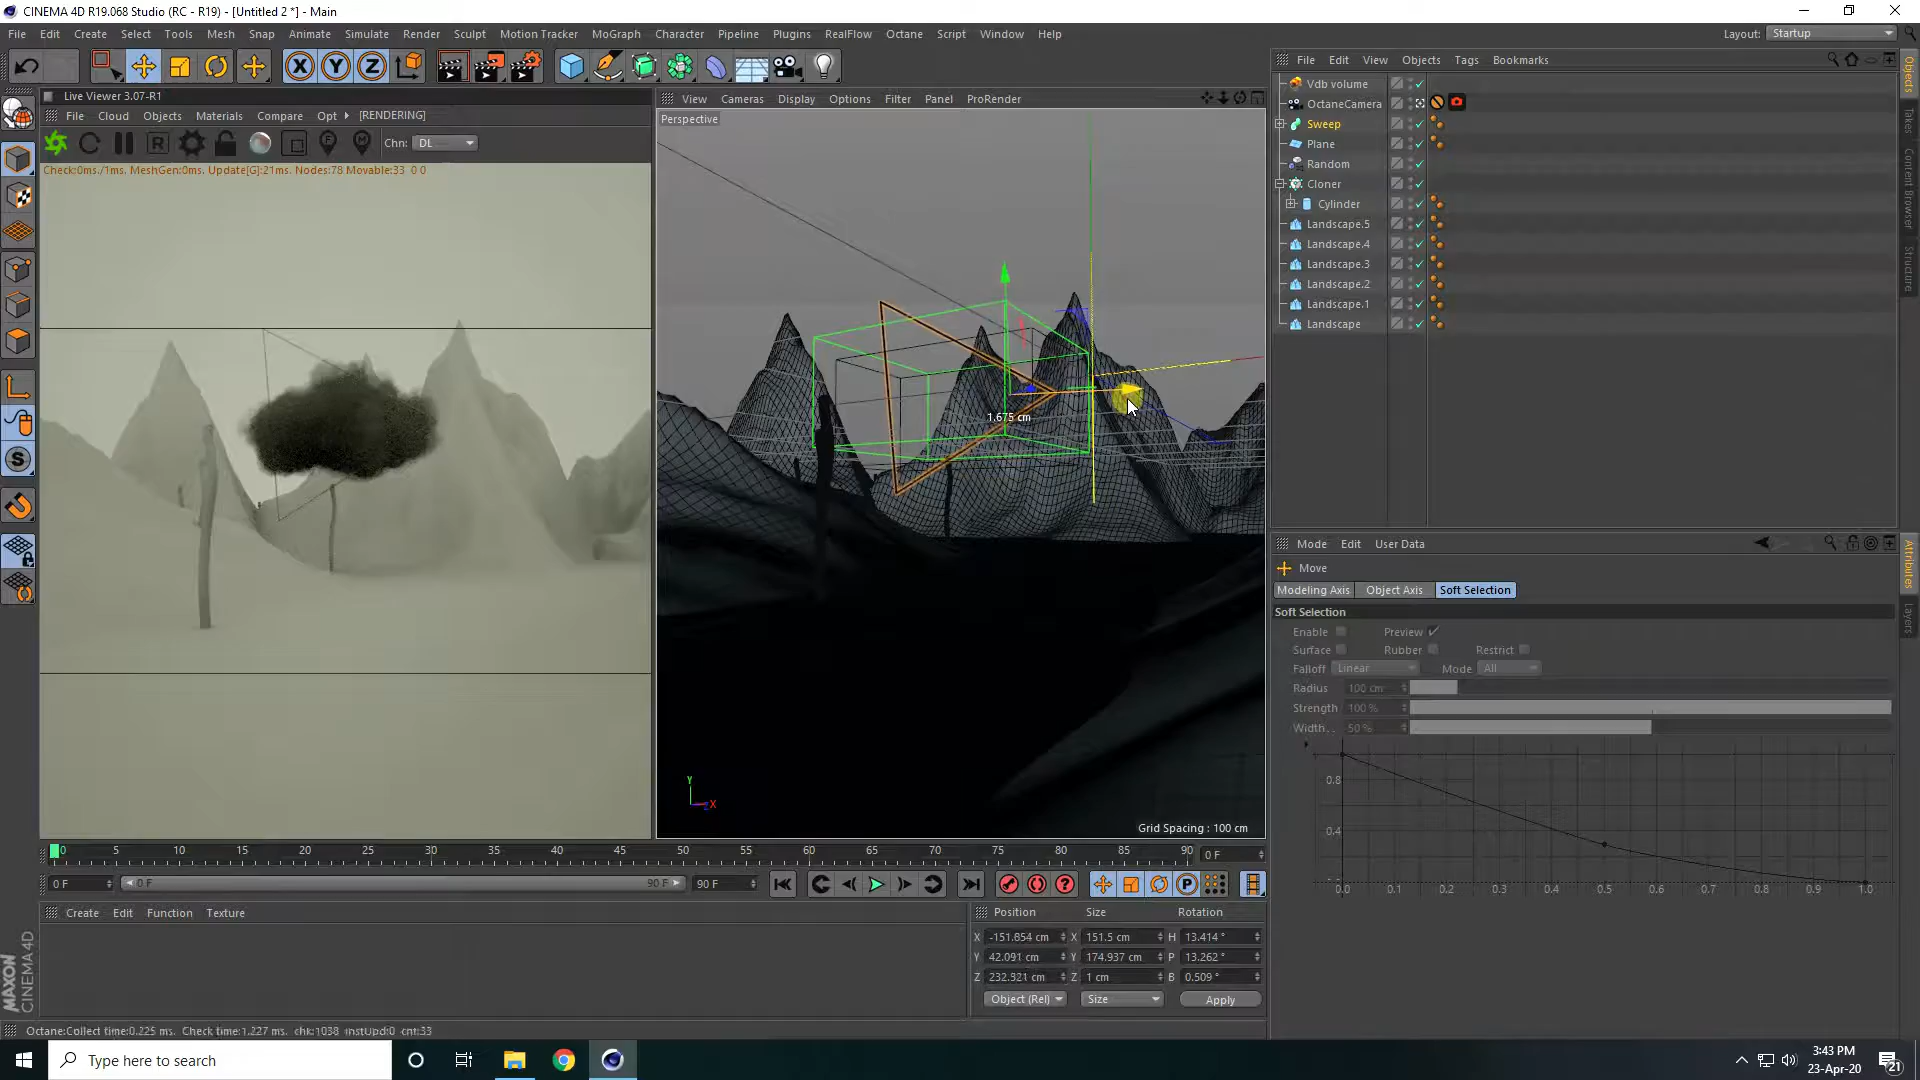 CINEMA 4D R19.068 Studio (RC - R19) - [Untitled 2 *] - Main
File Edit Create Select Tools Mesh Snap Animate Simulate Render Sculpt Motion Tracker MoGraph Character Pipeline Plugins RealFlow Octane Script Window Help
Layout: Startup
Live Viewer 3.07-R1
File Cloud Objects Materials Compare Opt [RENDERING]
Chn: DL
Check:0ms./1ms. MeshGen:0ms. Update[G]:21ms. Nodes:78 Movable:33 0 0
View Cameras Display Options Filter Panel ProRender
Perspective
1.675 cm
Y
X
Z
Grid Spacing : 100 cm
File Edit View Objects Tags Bookmarks
Vdb volume
OctaneCamera
Sweep
Plane
Random
Cloner
Cylinder
Landscape.5
Landscape.4
Landscape.3
Landscape.2
Landscape.1
Landscape
Objects
Takes
Content Browser
Structure
Mode Edit User Data
Move
Modeling Axis Object Axis Soft Selection
Soft Selection
Enable Preview
Surface Rubber Restrict
Falloff Linear Mode All
Radius 100 cm
Strength 100 %
Width . . 50 %
0.8
0.4
0.0 0.1 0.2 0.3 0.4 0.5 0.6 0.7 0.8 0.9 1.0
Attributes
Layers
0 5 10 15 20 25 30 35 40 45 50 55 60 65 70 75 80 85 90 0 F
0 F 0 F 90 F 90 F
Create Edit Function Texture
Position Size Rotation
X -151.654 cm X 151.5 cm H 13.414 °
Y 42.091 cm Y 174.937 cm P 13.262 °
Z 232.921 cm Z 1 cm B 0.509 °
Object (Rel) Size Apply
MAXON
CINEMA 4D
Octane:Collect time:0.225 ms. Check time:1.227 ms. chk:1038 instUpd:0 cnt:33
Type here to search
3:43 PM
23-Apr-20
21